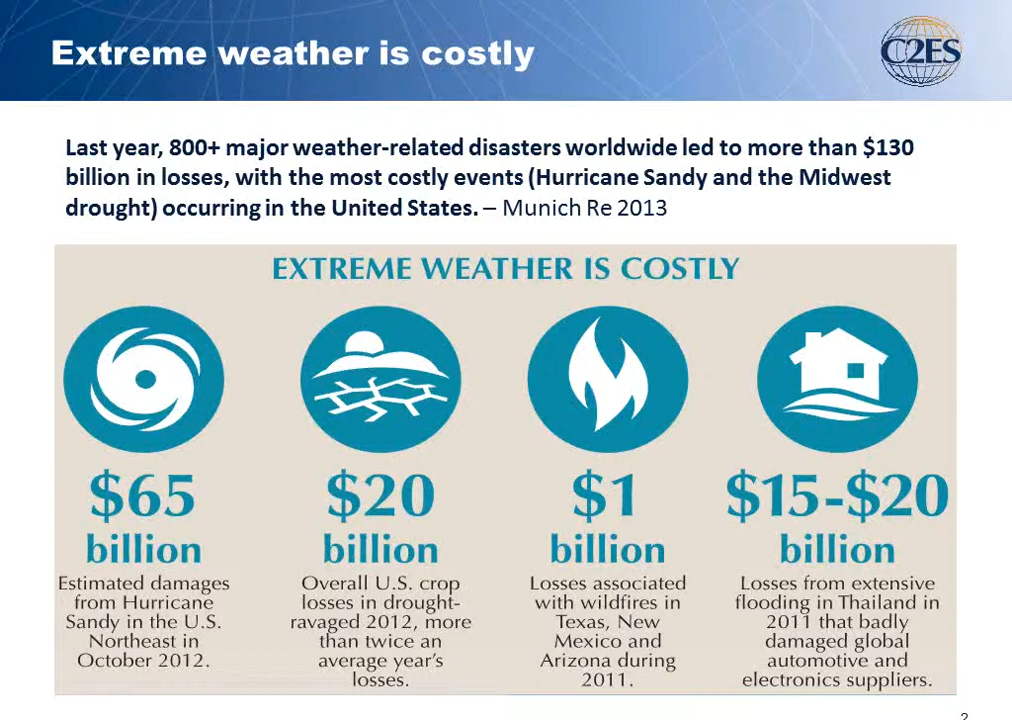 Extreme weather is costly
C2ES
Last year, 800+ major weather-related disasters worldwide led to more than $130
billion in losses, with the most costly events (Hurricane Sandy and the Midwest
drought) occurring in the United States. – Munich Re 2013
EXTREME WEATHER IS COSTLY
$65
billion
Estimated damages
from Hurricane
Sandy in the U.S.
Northeast in
October 2012.
$20
billion
Overall U.S. crop
losses in drought-
ravaged 2012, more
than twice an
average year's
losses.
$1
billion
Losses associated
with wildfires in
Texas, New
Mexico and
Arizona during
2011.
$15-$20
billion
Losses from extensive
flooding in Thailand in
2011 that badly
damaged global
automotive and
electronics suppliers.
2